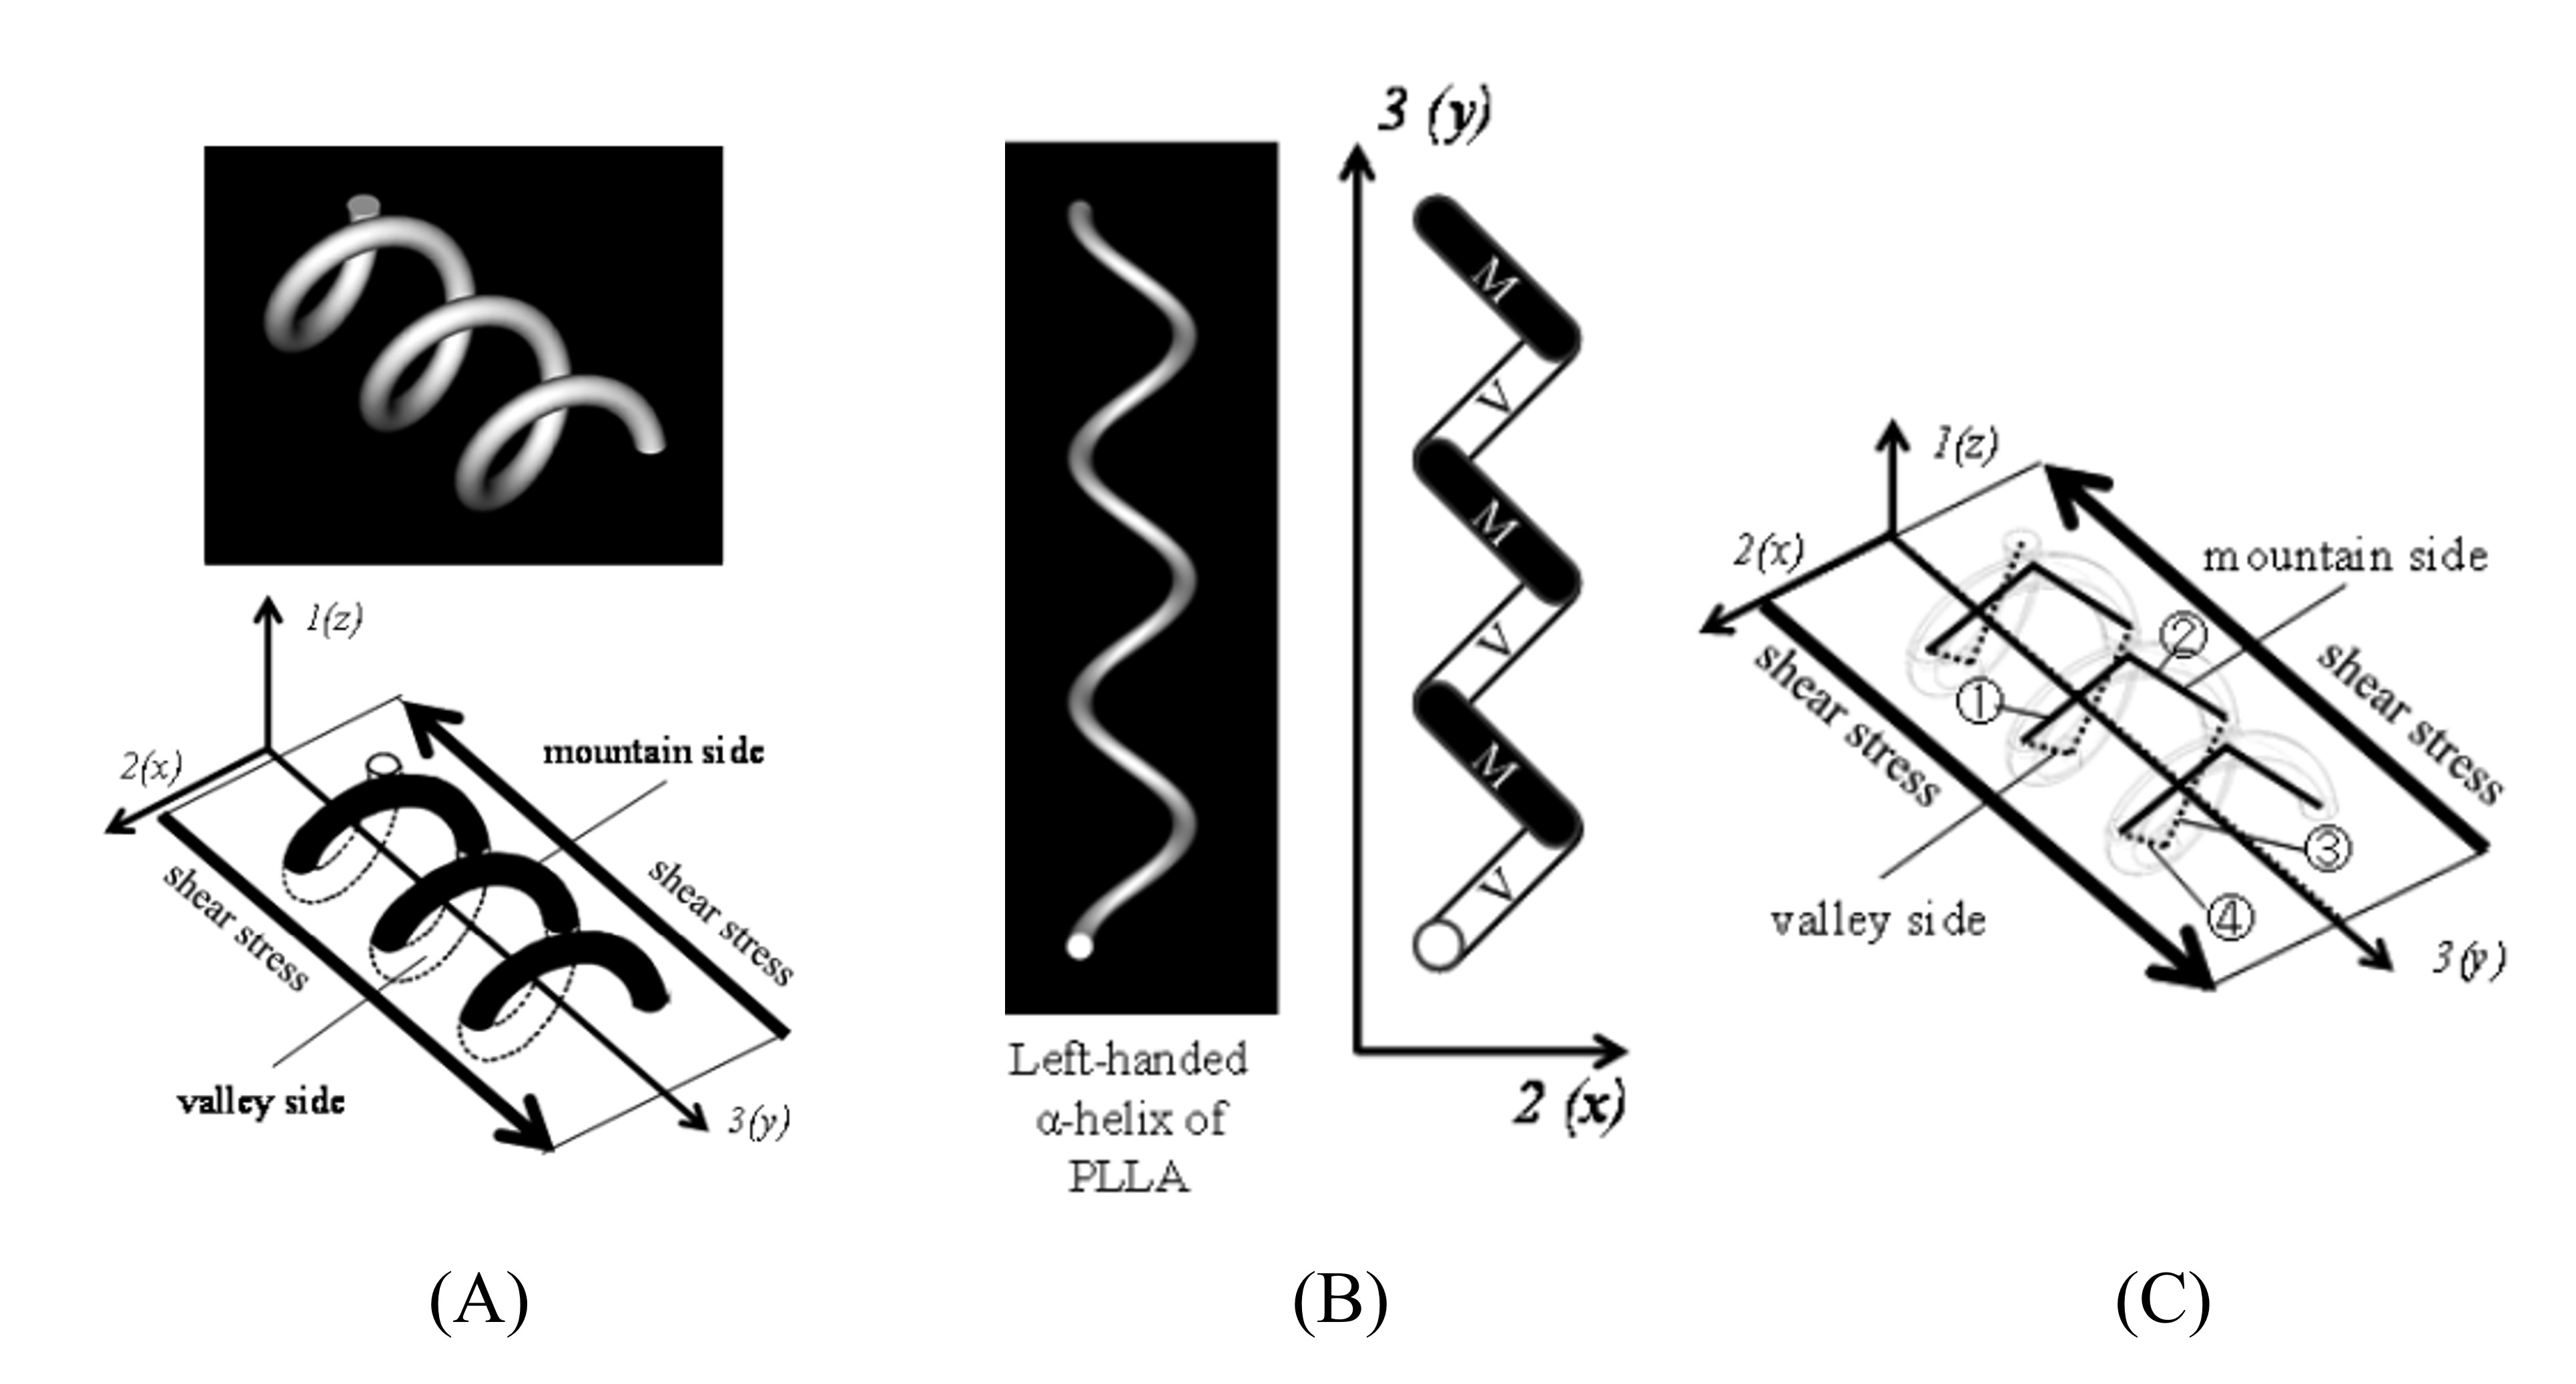 1(z)
2(x)
mountain side
shear stress
shear stress
valley side
3(y)
(A)
3 (y)
M
V
M
V
M
V
2 (x)
Left-handed
α-helix of
PLLA
(B)
1(z)
2(x)
mountain side
②
shear stress
shear stress
①
③
④
valley side
3(y)
(C)